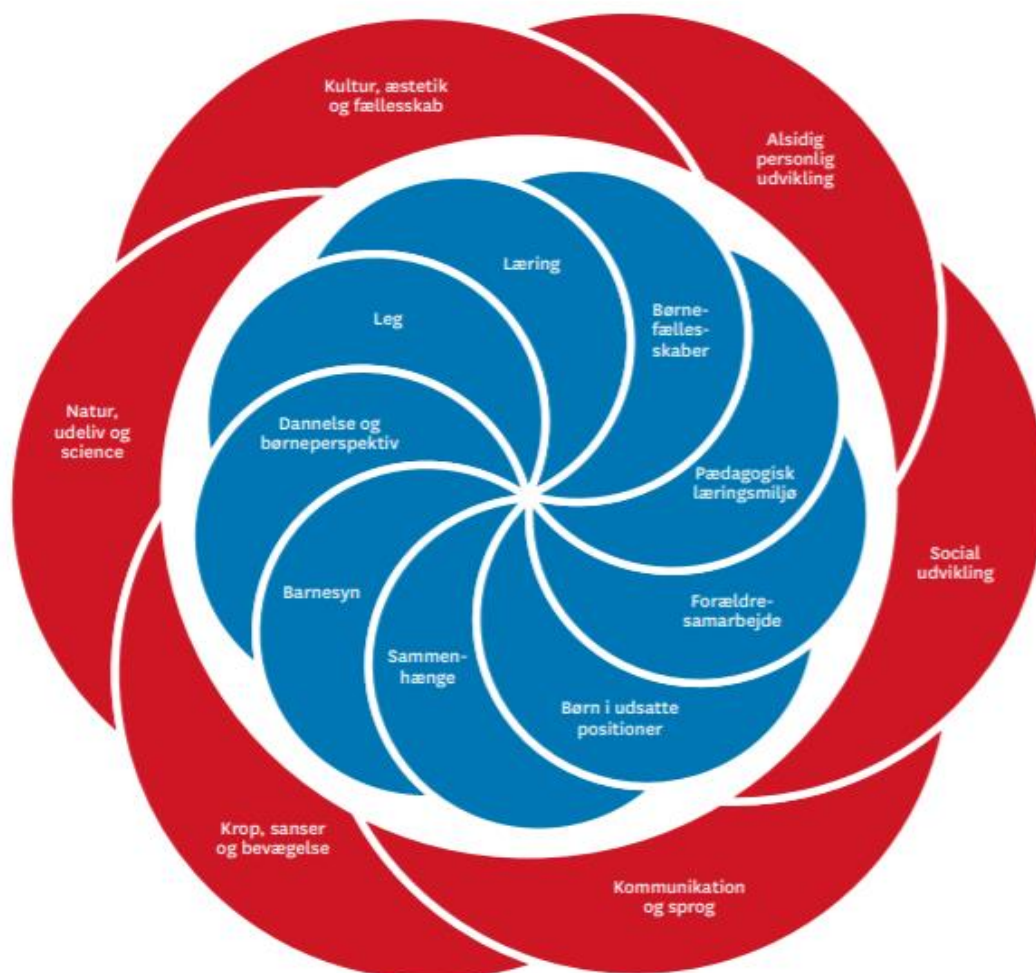 Kultur, æstetik
og fællesskab
Alsidig
personlig
udvikling
Social
udvikling
Kommunikation
og sprog
Krop, sanser
og bevægelse
Natur,
udeliv og
science
Læring
Børne-
fælles-
skaber
Pædagogisk
læringsmiljø
Forældre-
samarbejde
Børn i udsatte
positioner
Sammen-
hænge
Barnesyn
Dannelse og
børneperspektiv
Leg